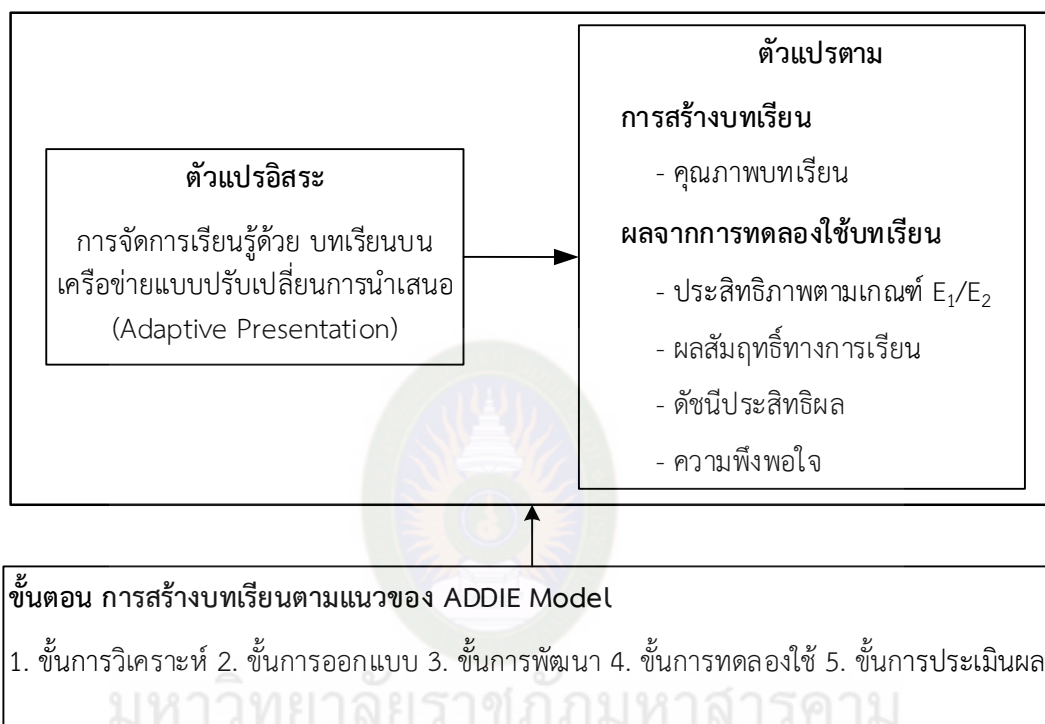 ตัวแปรอิสระ
การจัดการเรียนรู้ด้วย บทเรียนบน
เครือข่ายแบบปรับเปลี่ยนการนำเสนอ
(Adaptive Presentation)
ตัวแปรตาม
การสร้างบทเรียน
- คุณภาพบทเรียน
ผลจากการทดลองใช้บทเรียน
- ประสิทธิภาพตามเกณฑ์ E₁/E₂
- ผลสัมฤทธิ์ทางการเรียน
- ดัชนีประสิทธิผล
- ความพึงพอใจ
ขั้นตอน การสร้างบทเรียนตามแนวของ ADDIE Model
1. ขั้นการวิเคราะห์ 2. ขั้นการออกแบบ 3. ขั้นการพัฒนา 4. ขั้นการทดลองใช้ 5. ขั้นการประเมินผล
มหาวิทยาลัยราชภัฏมหาสารคาม